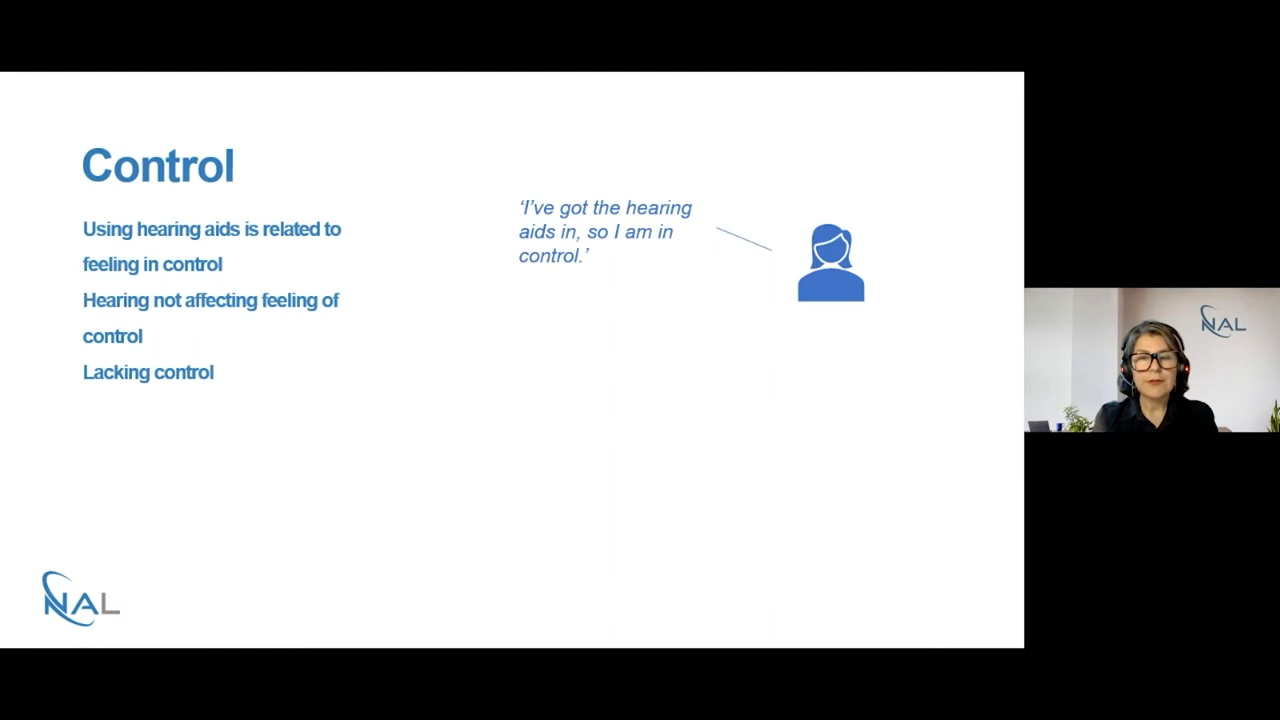 Control
Using hearing aids is related to
feeling in control
Hearing not affecting feeling of
control
Lacking control
‘I’ve got the hearing
aids in, so I am in
control.’
NAL
NAL